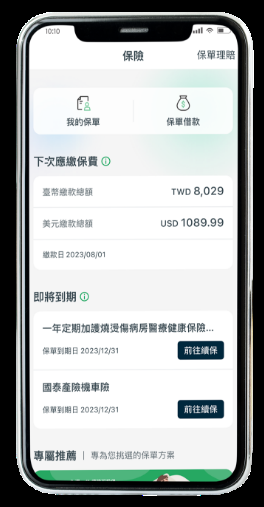 10:10
保險
保單理賠
我的保單
保單借款
下次應繳保費
臺幣繳款總額
TWD 8,029
美元繳款總額
USD 1089.99
繳款日 2023/08/01
即將到期
一年定期加護燒燙傷病房醫療健康保險...
保單到期日 2023/12/31
前往續保
國泰產險機車險
保單到期日 2023/12/31
前往續保
專屬推薦 | 專為您挑選的保單方案